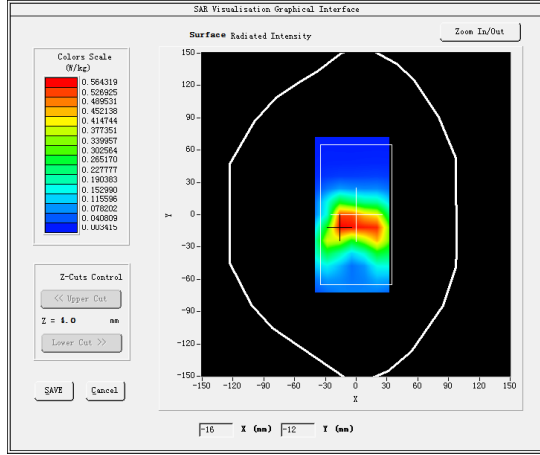 SAR Visualisation Graphical Interface
Surface Radiated Intensity
Zoom In/Out
Colors Scale
(W/kg)
0.564319
0.526925
0.489531
0.452138
0.414744
0.377351
0.339957
0.302564
0.265170
0.227777
0.190383
0.152990
0.115596
0.078202
0.040809
0.003415
150
120
90
60
30
0
-30
-60
-90
-120
-150
Y
-150 -120 -90 -60 -30 0 30 60 90 120 150
X
Z-Cuts Control
<< Upper Cut
Z = 4.0 mm
Lower Cut >>
SAVE Cancel
-16 X (mm) -12 Y (mm)